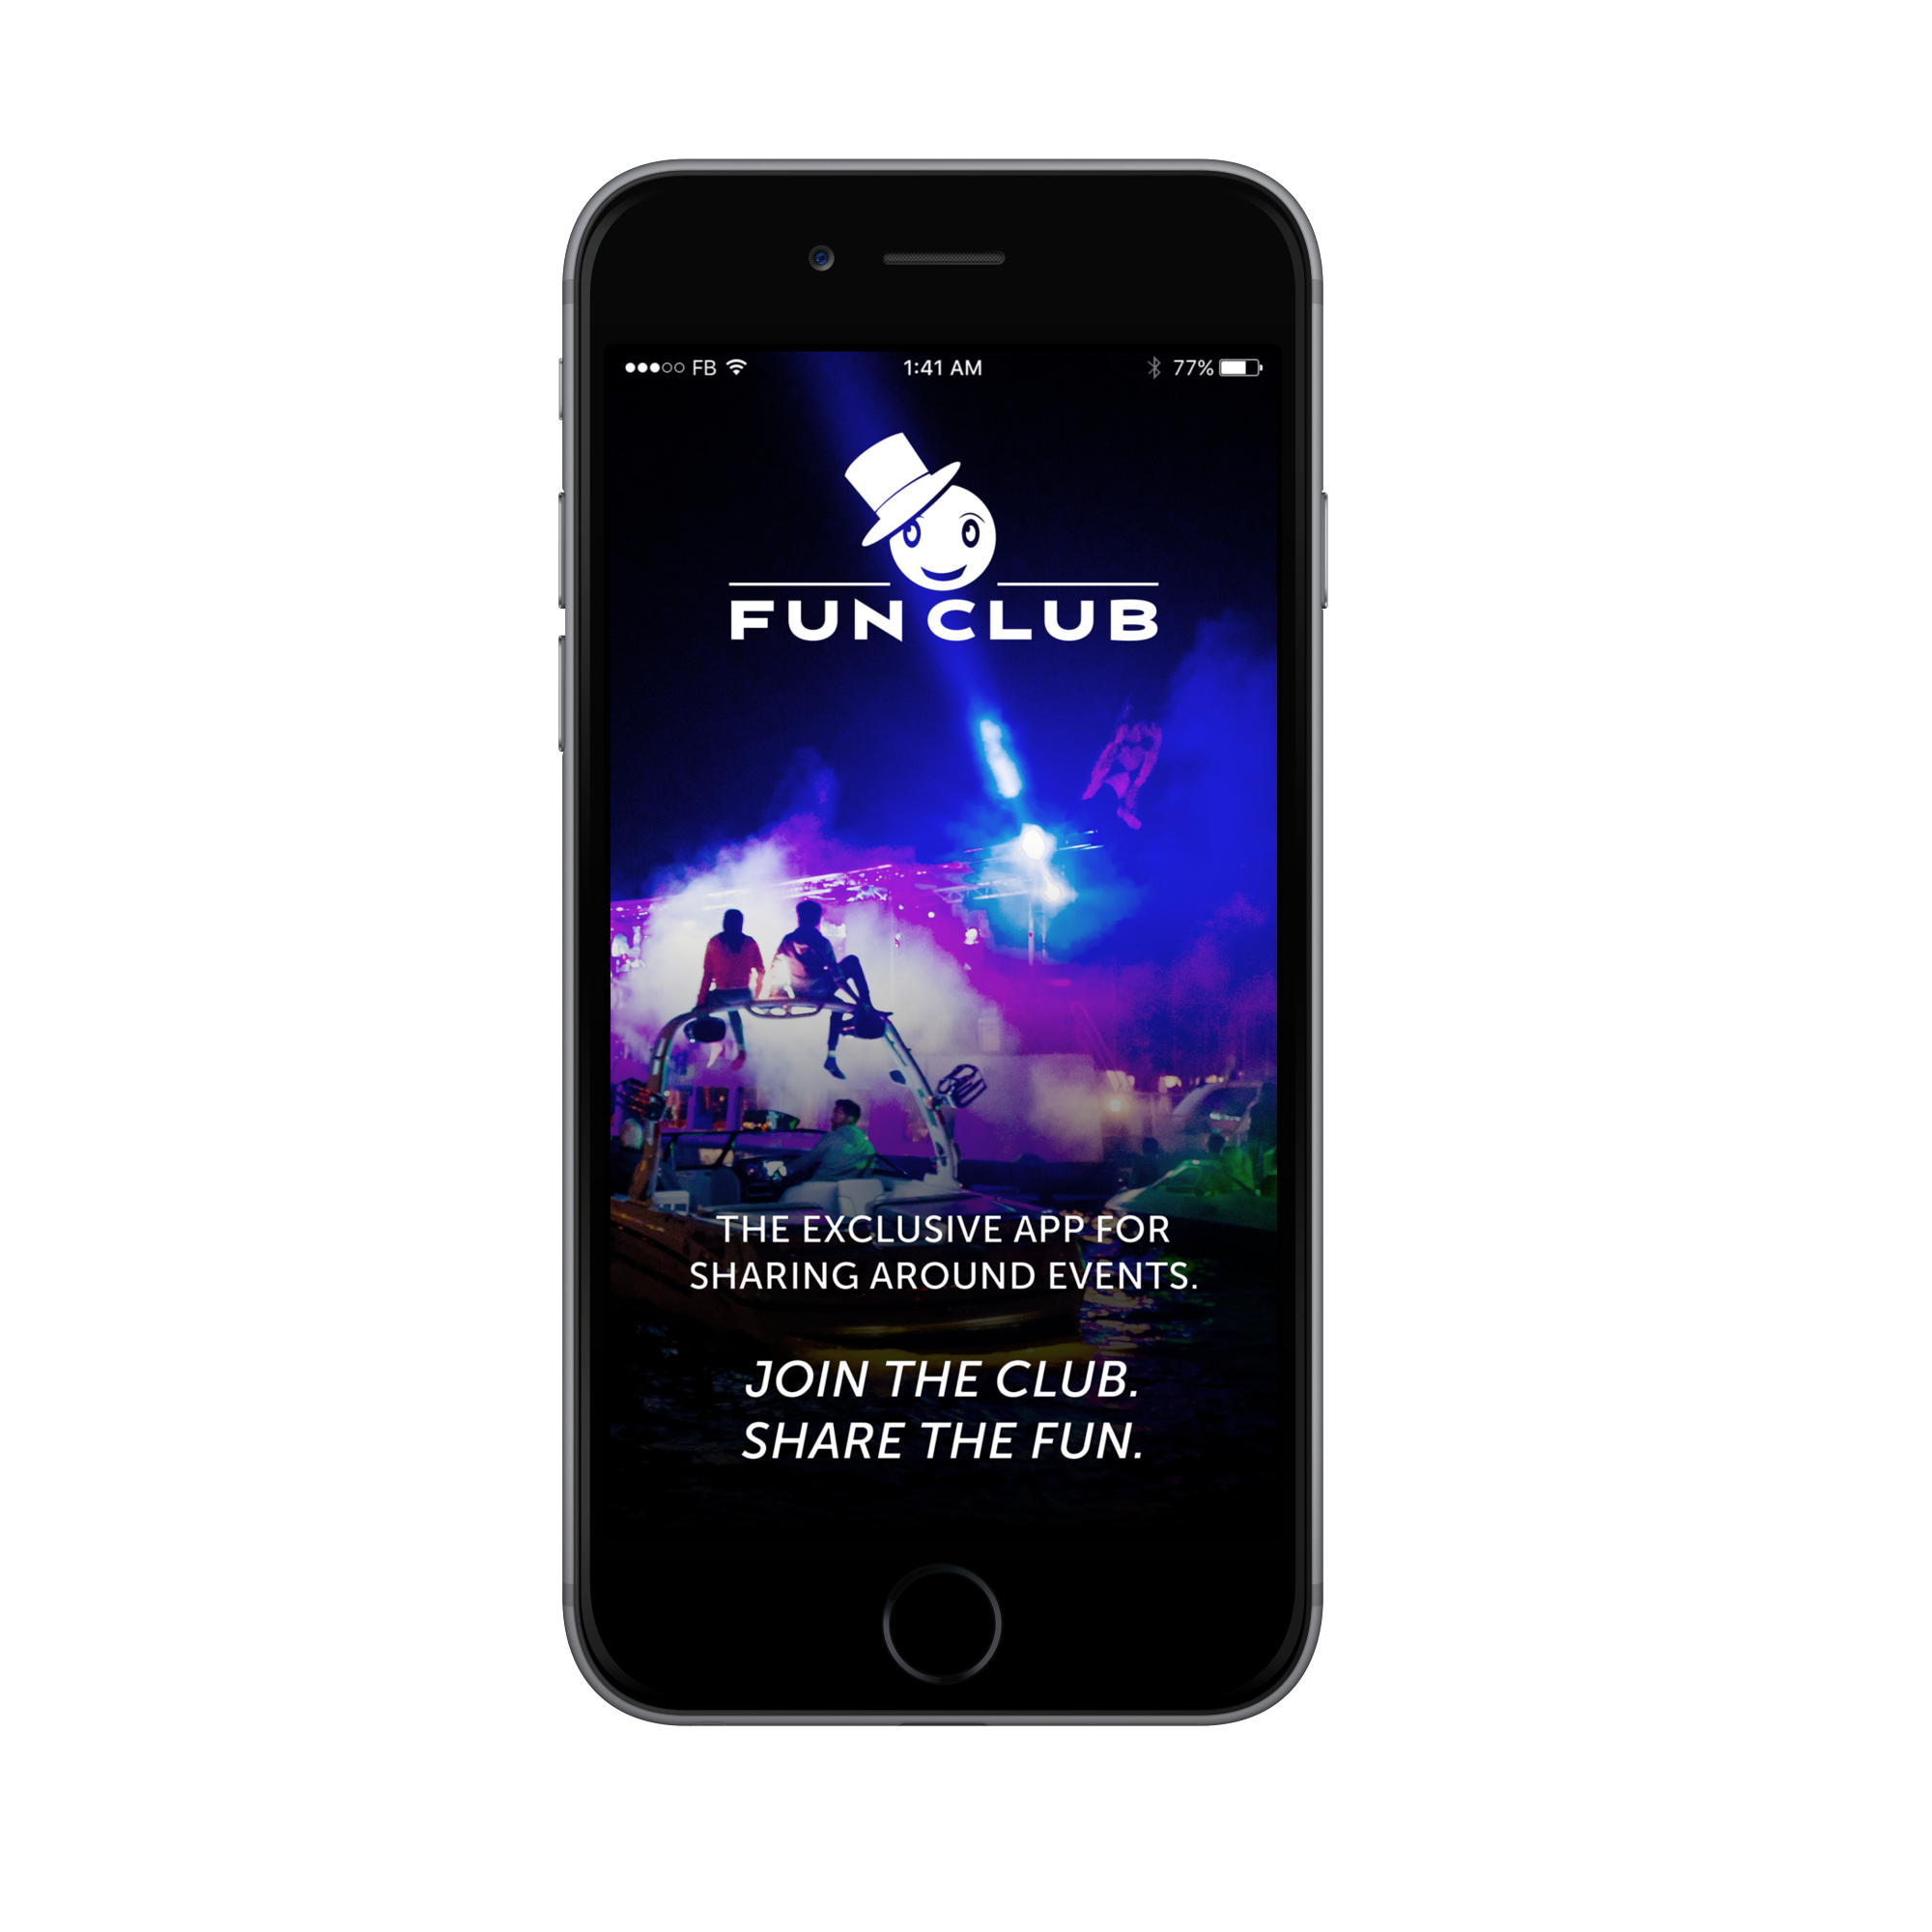 FB 1:41 AM 77%
FUN CLUB
THE EXCLUSIVE APP FOR
SHARING AROUND EVENTS.
JOIN THE CLUB.
SHARE THE FUN.